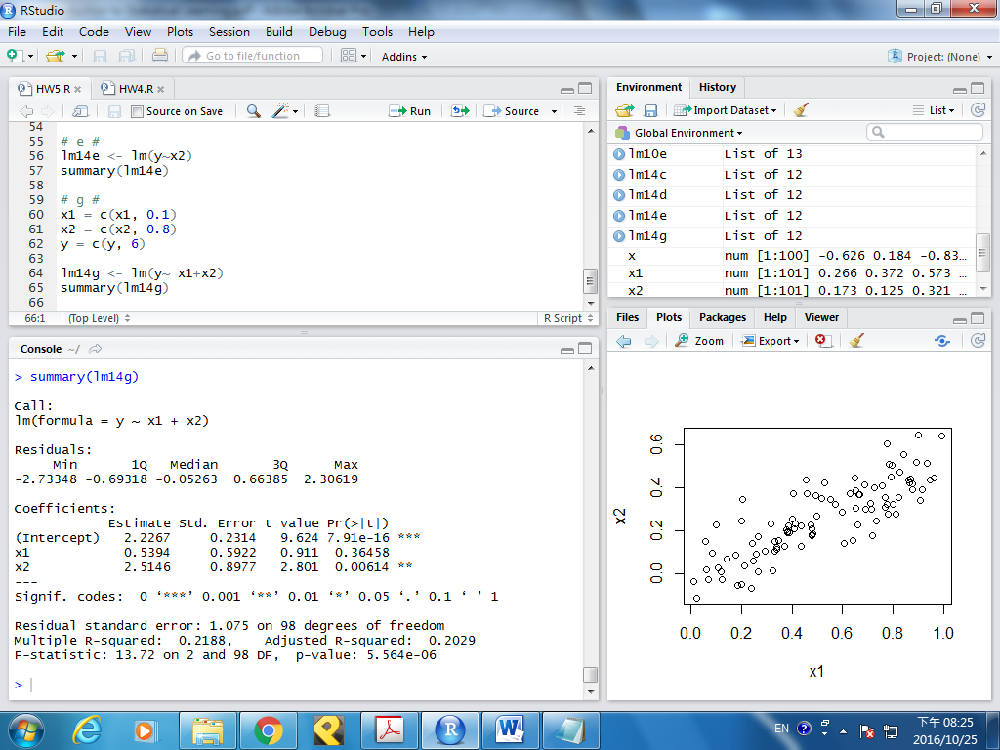 RStudio
File Edit Code View Plots Session Build Debug Tools Help
Go to file/function Addins Project: (None)
HW5.R HW4.R
Source on Save Run Source
54
55 # e #
56 lm14e <- lm(y~x2)
57 summary(lm14e)
58
59 # g #
60 x1 = c(x1, 0.1)
61 x2 = c(x2, 0.8)
62 y = c(y, 6)
63
64 lm14g <- lm(y~ x1+x2)
65 summary(lm14g)
66
66:1 (Top Level) R Script
Console ~/
> summary(lm14g)
Call:
lm(formula = y ~ x1 + x2)
Residuals:
Min 1Q Median 3Q Max
-2.73348 -0.69318 -0.05263 0.66385 2.30619
Coefficients:
Estimate Std. Error t value Pr(>|t|)
(Intercept) 2.2267 0.2314 9.624 7.91e-16 ***
x1 0.5394 0.5922 0.911 0.36458
x2 2.5146 0.8977 2.801 0.00614 **
---
Signif. codes: 0 ‘***’ 0.001 ‘**’ 0.01 ‘*’ 0.05 ‘.’ 0.1 ‘ ’ 1
Residual standard error: 1.075 on 98 degrees of freedom
Multiple R-squared: 0.2188, Adjusted R-squared: 0.2029
F-statistic: 13.72 on 2 and 98 DF, p-value: 5.564e-06
>
Environment History
Import Dataset List
Global Environment
lm10e List of 13
lm14c List of 12
lm14d List of 12
lm14e List of 12
lm14g List of 12
x num [1:100] -0.626 0.184 -0.83…
x1 num [1:101] 0.266 0.372 0.573 …
x2 num [1:101] 0.173 0.125 0.321 …
Files Plots Packages Help Viewer
Zoom Export
0.6
0.4
0.2
0.0
x2
0.0 0.2 0.4 0.6 0.8 1.0
x1
EN
下午 08:25
2016/10/25